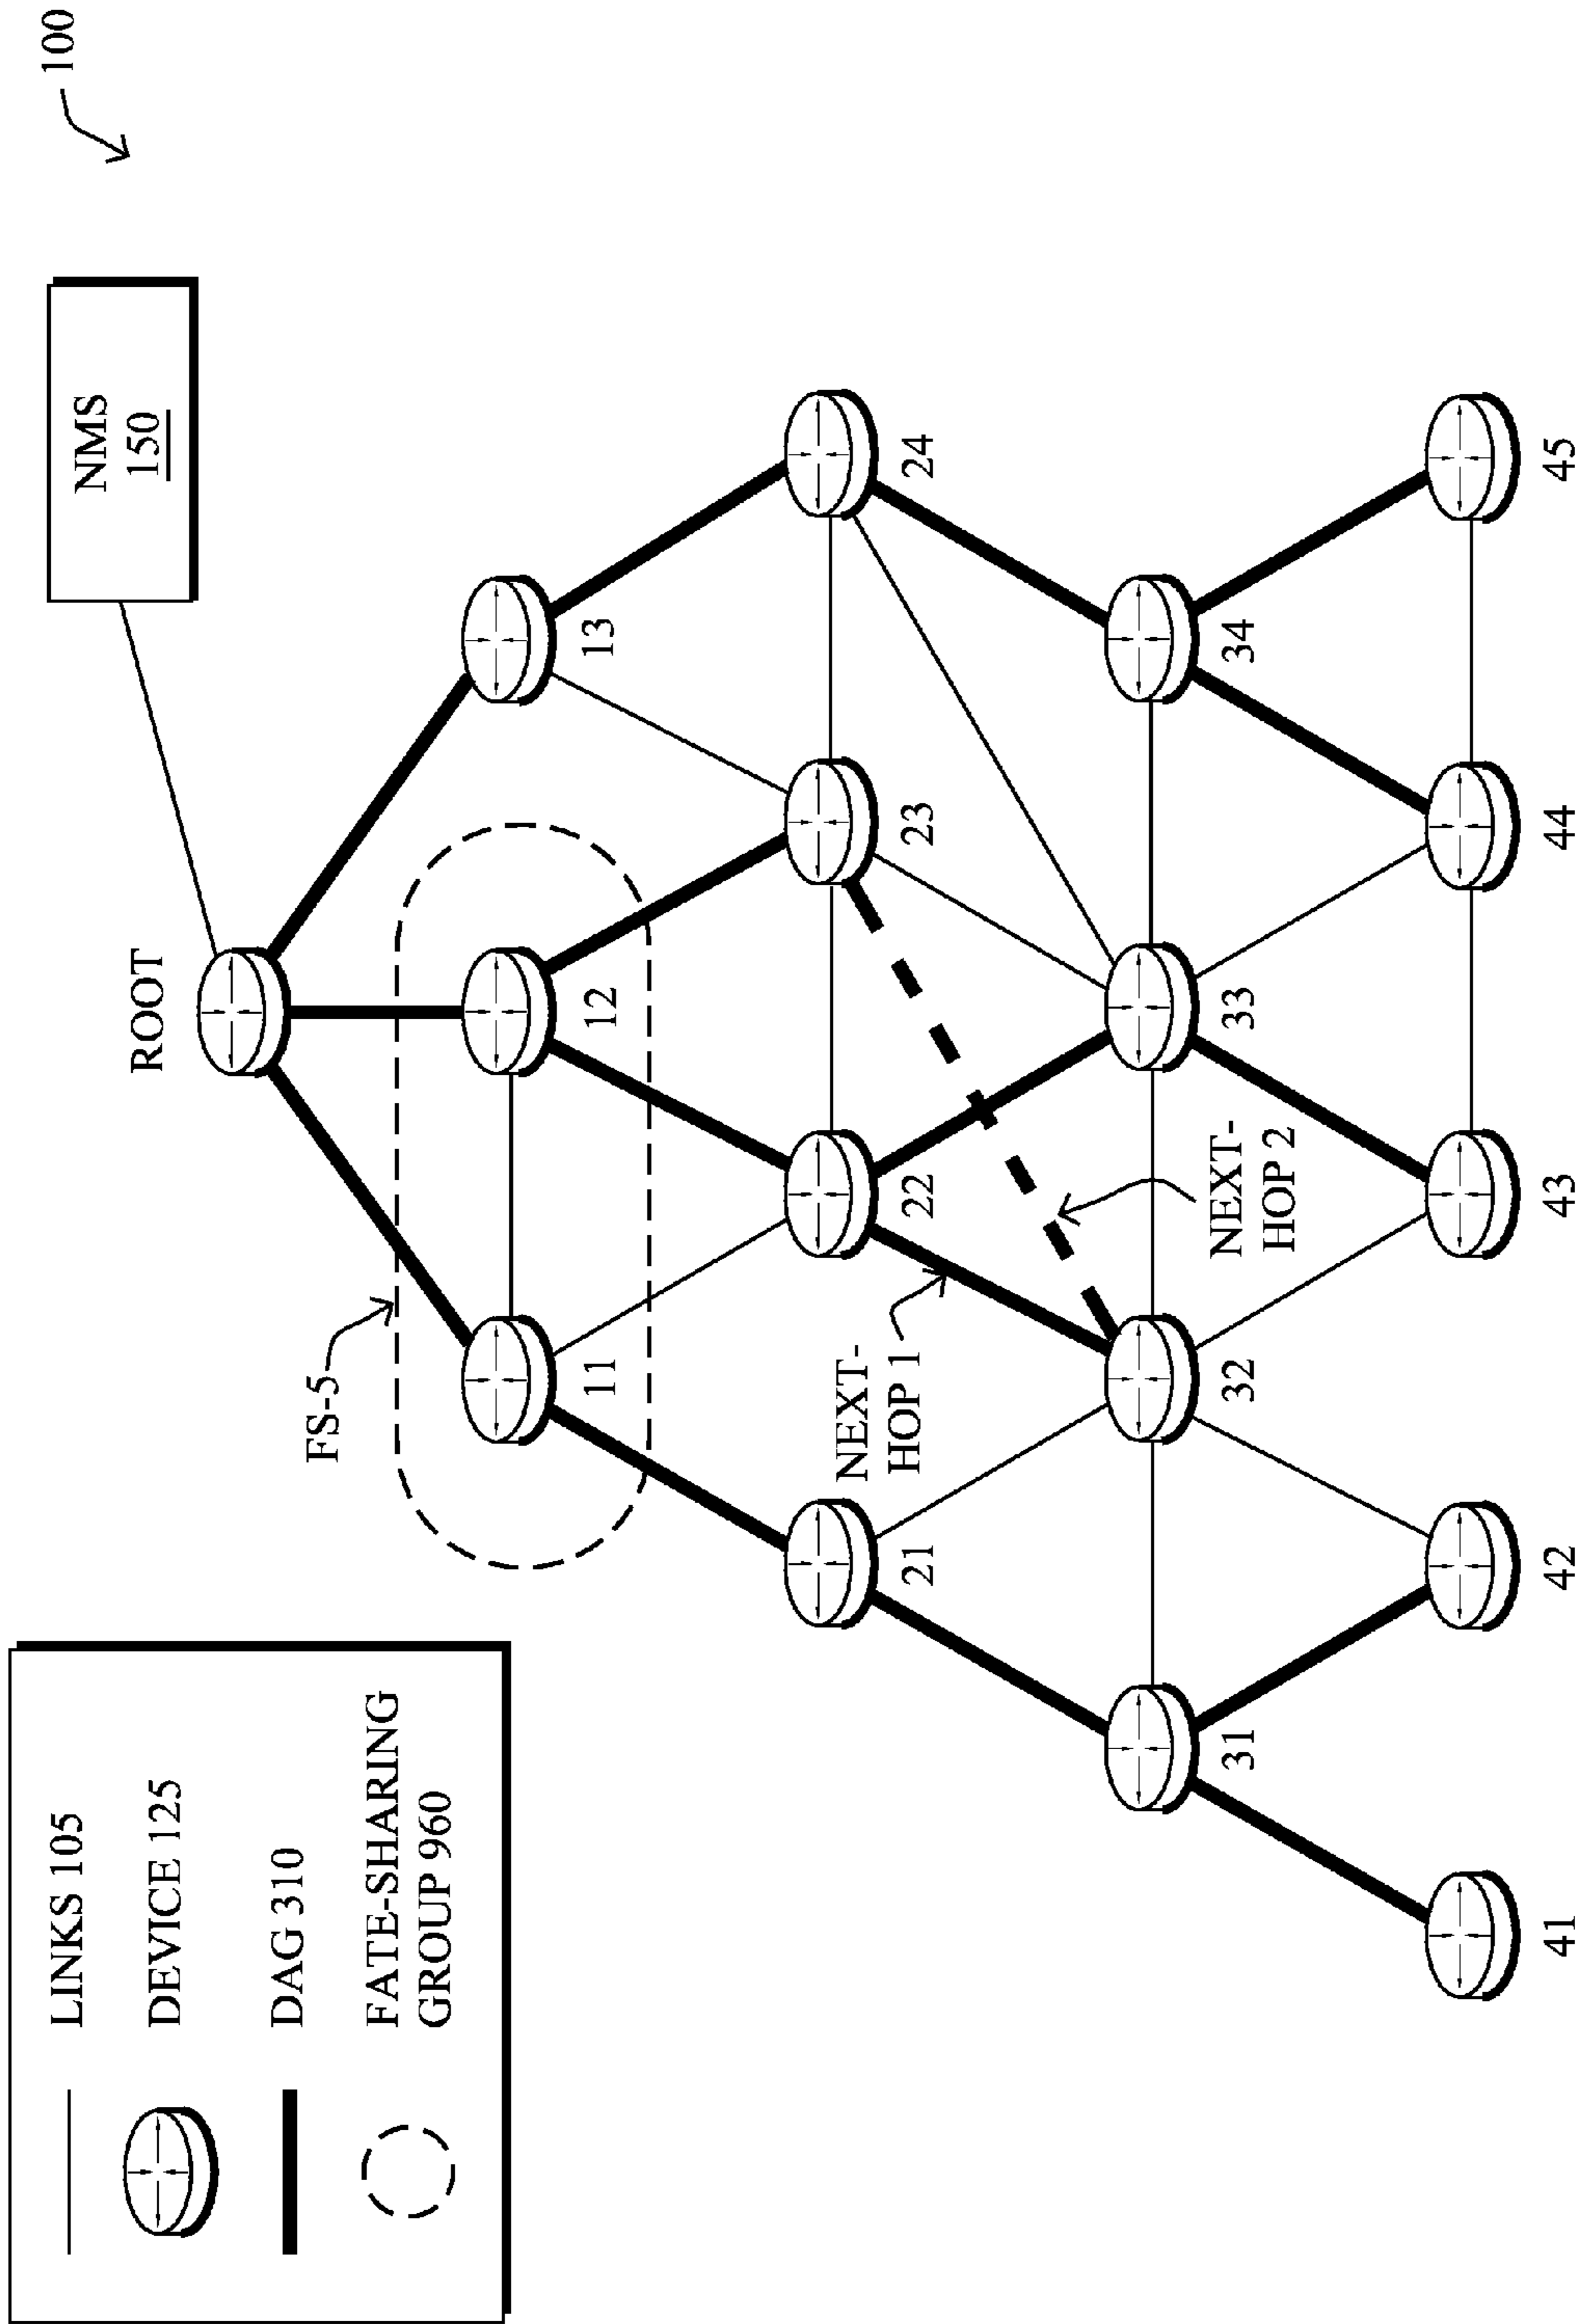 100
NMS
150
ROOT
LINKS 105
DEVICE 125
DAG 310
FATE-SHARING
GROUP 960
FS-5
11
12
13
21
22
23
24
NEXT-
HOP 1
NEXT-
HOP 2
31
32
33
34
41
42
43
44
45